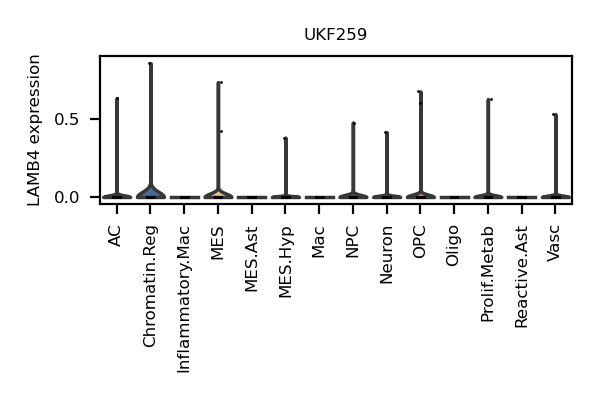 UKF259
LAMB4 expression
0.5
0.0
AC
Chromatin.Reg
Inflammatory.Mac
MES
MES.Ast
MES.Hyp
Mac
NPC
Neuron
OPC
Oligo
Prolif.Metab
Reactive.Ast
Vasc